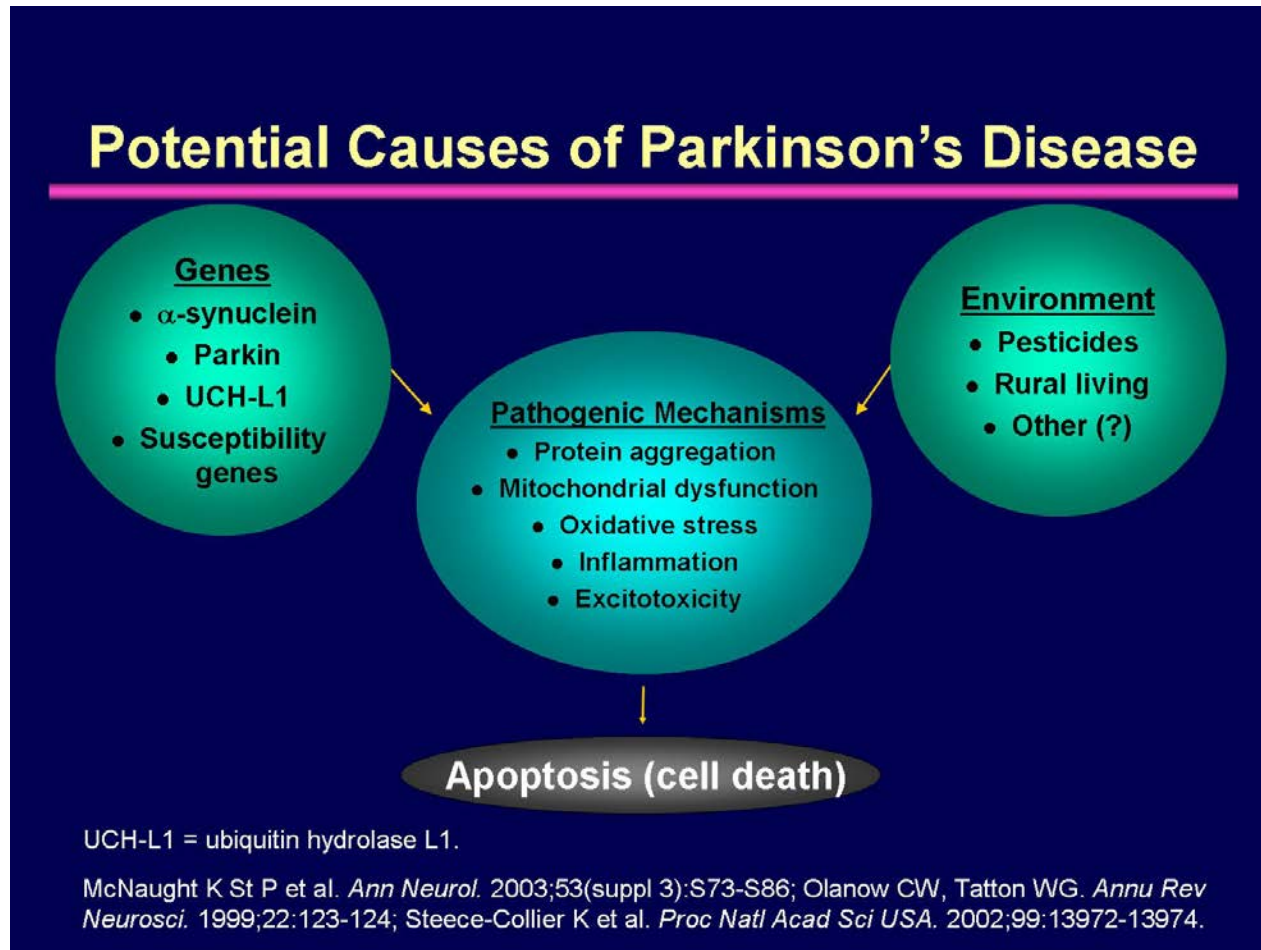 Potential Causes of Parkinson's Disease
Genes
• α-synuclein
• Parkin
• UCH-L1
• Susceptibility
genes
Environment
• Pesticides
• Rural living
• Other (?)
Pathogenic Mechanisms
• Protein aggregation
• Mitochondrial dysfunction
• Oxidative stress
• Inflammation
• Excitotoxicity
Apoptosis (cell death)
UCH-L1 = ubiquitin hydrolase L1.
McNaught K St P et al. Ann Neurol. 2003;53(suppl 3):S73-S86; Olanow CW, Tatton WG. Annu Rev
Neurosci. 1999;22:123-124; Steece-Collier K et al. Proc Natl Acad Sci USA. 2002;99:13972-13974.